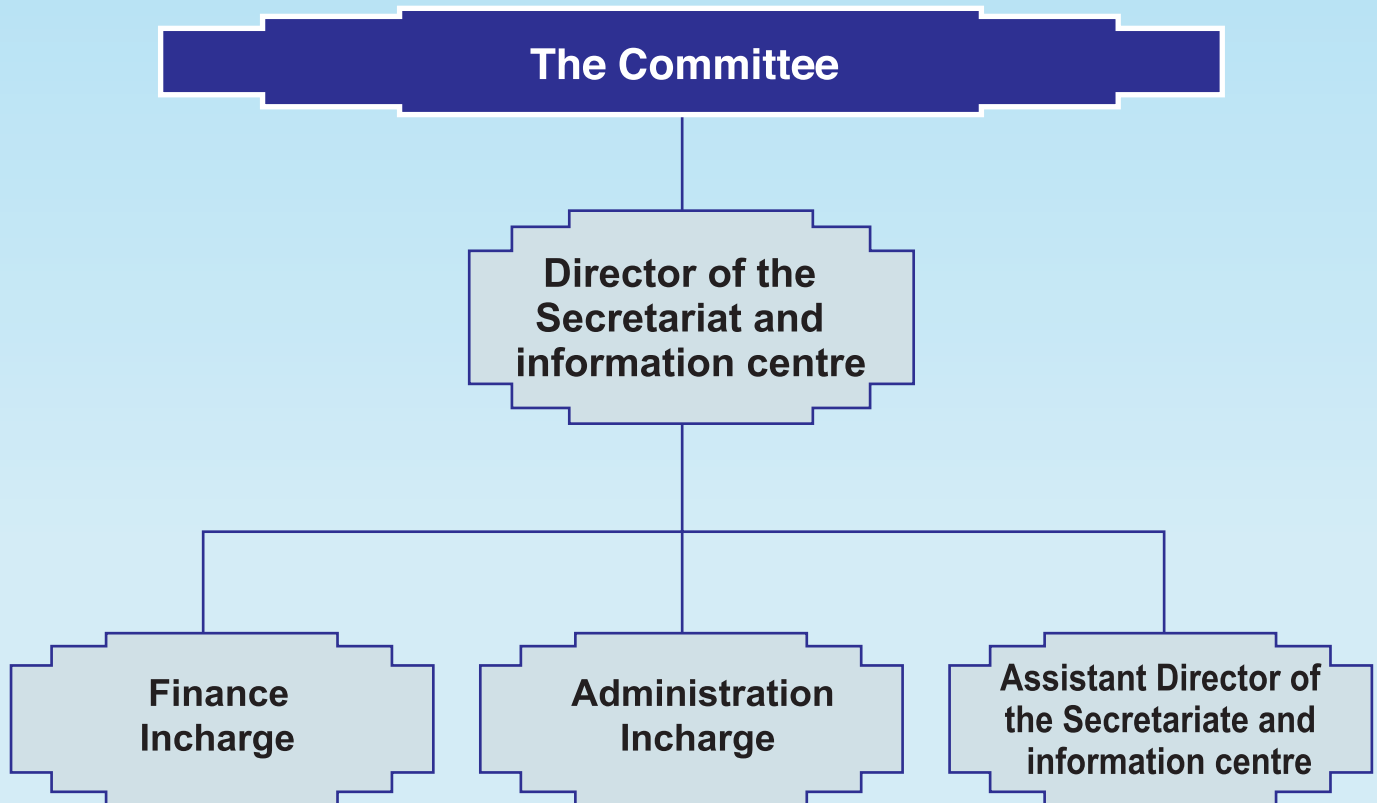 The Committee
Director of the
Secretariat and
information centre
Finance
Incharge
Administration
Incharge
Assistant Director of
the Secretariate and
information centre